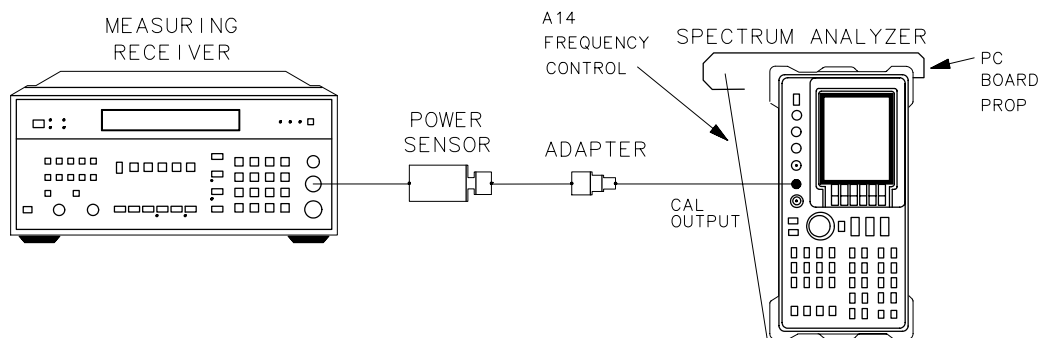 MEASURING
RECEIVER
A14
FREQUENCY
CONTROL
SPECTRUM ANALYZER
PC
BOARD
PROP
POWER
SENSOR
ADAPTER
CAL
OUTPUT